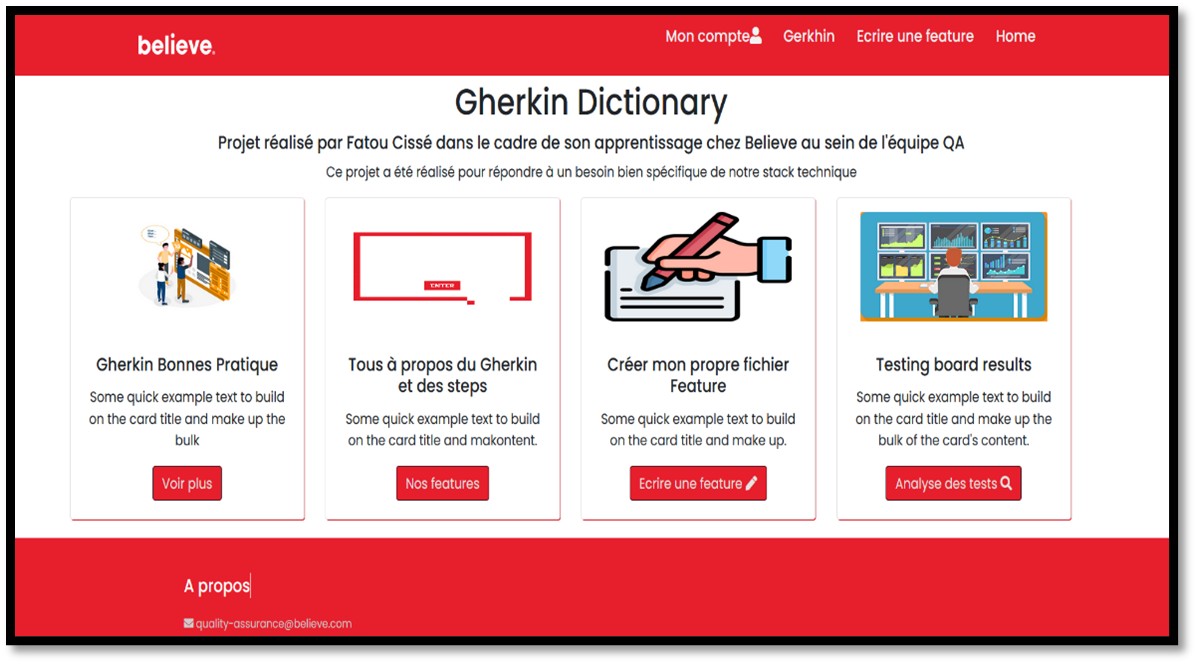 believe.
Mon compte Gerkhin Ecrire une feature Home
Gherkin Dictionary
Projet réalisé par Fatou Cissé dans le cadre de son apprentissage chez Believe au sein de l'équipe QA
Ce projet a été réalisé pour répondre à un besoin bien spécifique de notre stack technique
Gherkin Bonnes Pratique
Some quick example text to build
on the card title and make up the
bulk
Voir plus
ENTER
Tous à propos du Gherkin
et des steps
Some quick example text to build
on the card title and makontent.
Nos features
Créer mon propre fichier
Feature
Some quick example text to build
on the card title and make up.
Ecrire une feature
Testing board results
Some quick example text to build
on the card title and make up the
bulk of the card's content.
Analyse des tests
A propos
quality-assurance@believe.com